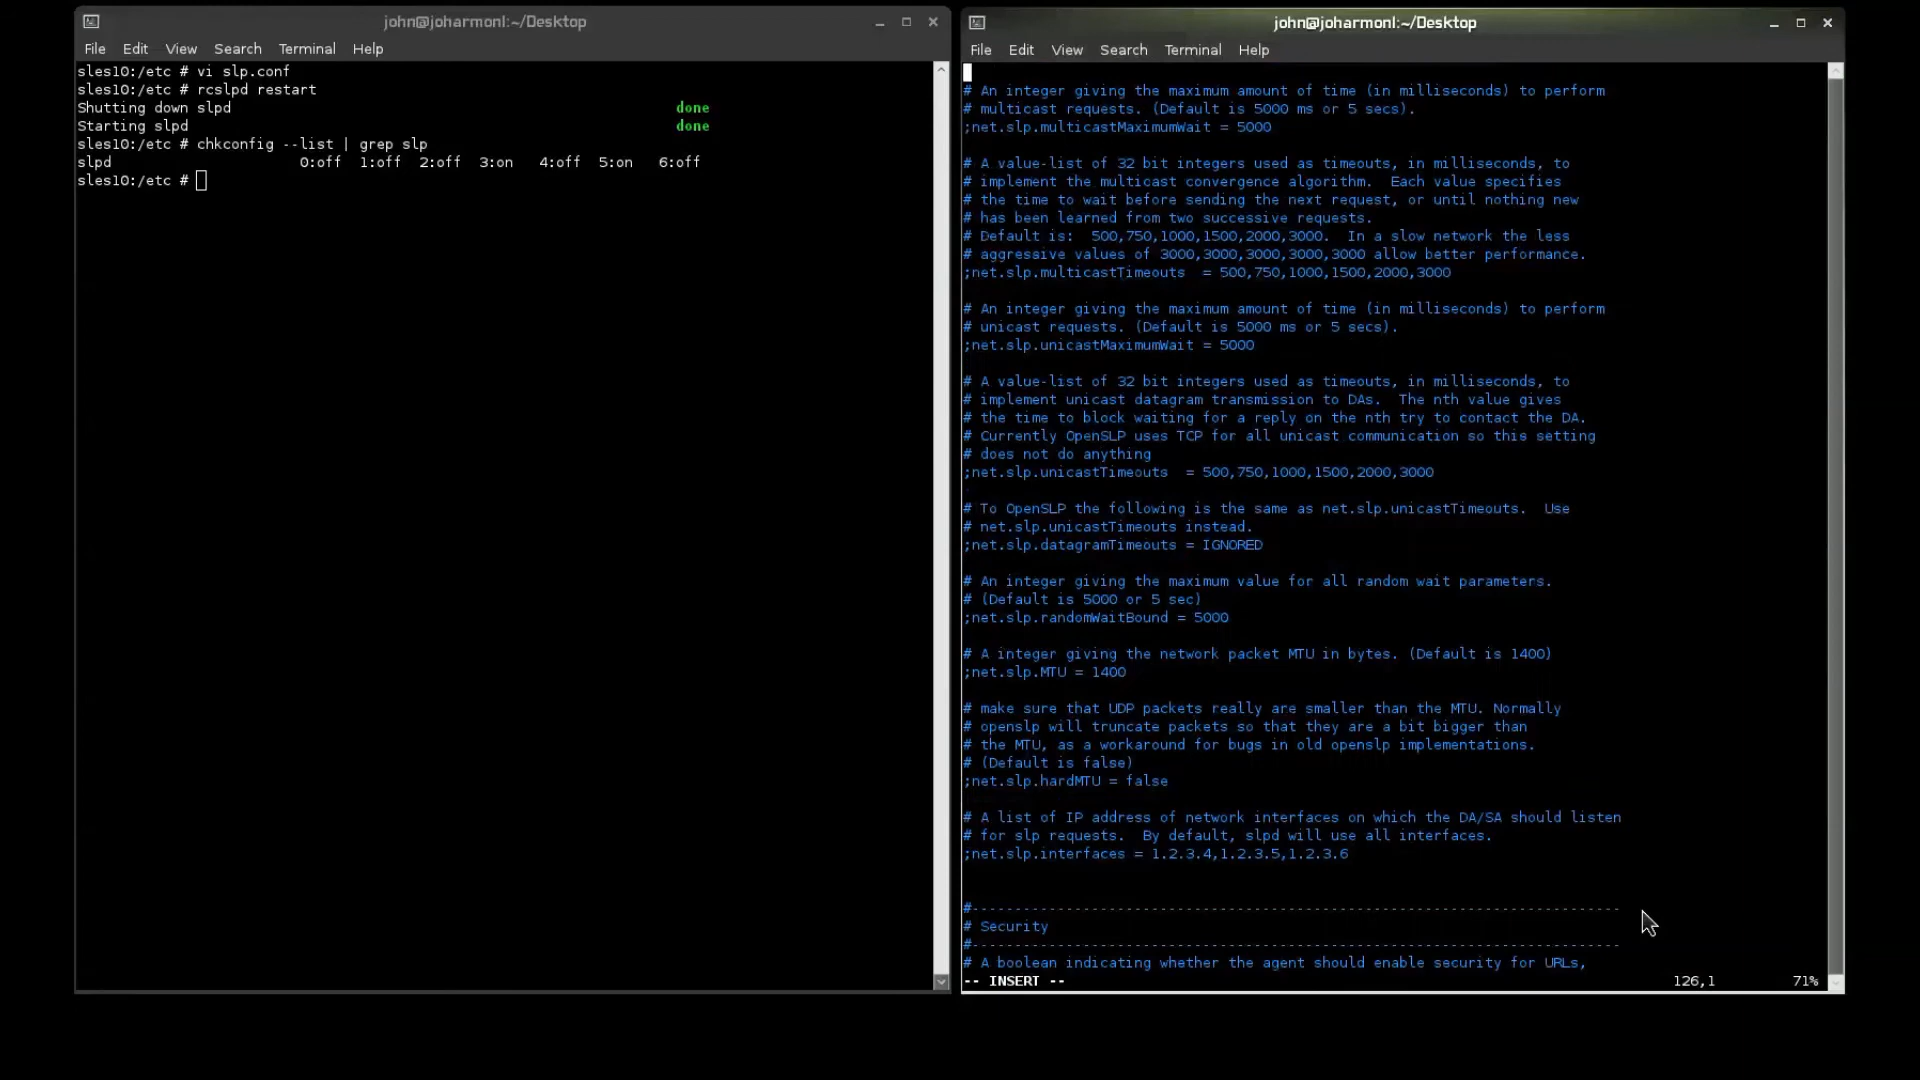 john@joharmonl:~/Desktop
File Edit View Search Terminal Help
sles10:/etc # vi slp.conf
sles10:/etc # rcslpd restart
Shutting down slpd done
Starting slpd done
sles10:/etc # chkconfig --list | grep slp
slpd 0:off 1:off 2:off 3:on 4:off 5:on 6:off
sles10:/etc #
john@joharmonl:~/Desktop
File Edit View Search Terminal Help
# An integer giving the maximum amount of time (in milliseconds) to perform
# multicast requests. (Default is 5000 ms or 5 secs).
;net.slp.multicastMaximumWait = 5000
# A value-list of 32 bit integers used as timeouts, in milliseconds, to
# implement the multicast convergence algorithm.  Each value specifies
# the time to wait before sending the next request, or until nothing new
# has been learned from two successive requests.
# Default is:  500,750,1000,1500,2000,3000.  In a slow network the less
# aggressive values of 3000,3000,3000,3000,3000 allow better performance.
;net.slp.multicastTimeouts  = 500,750,1000,1500,2000,3000
# An integer giving the maximum amount of time (in milliseconds) to perform
# unicast requests. (Default is 5000 ms or 5 secs).
;net.slp.unicastMaximumWait = 5000
# A value-list of 32 bit integers used as timeouts, in milliseconds, to
# implement unicast datagram transmission to DAs.  The nth value gives
# the time to block waiting for a reply on the nth try to contact the DA.
# Currently OpenSLP uses TCP for all unicast communication so this setting
# does not do anything
;net.slp.unicastTimeouts  = 500,750,1000,1500,2000,3000
# To OpenSLP the following is the same as net.slp.unicastTimeouts.  Use
# net.slp.unicastTimeouts instead.
;net.slp.datagramTimeouts = IGNORED
# An integer giving the maximum value for all random wait parameters.
# (Default is 5000 or 5 sec)
;net.slp.randomWaitBound = 5000
# A integer giving the network packet MTU in bytes. (Default is 1400)
;net.slp.MTU = 1400
# make sure that UDP packets really are smaller than the MTU. Normally
# openslp will truncate packets so that they are a bit bigger than
# the MTU, as a workaround for bugs in old openslp implementations.
# (Default is false)
;net.slp.hardMTU = false
# A list of IP address of network interfaces on which the DA/SA should listen
# for slp requests.  By default, slpd will use all interfaces.
;net.slp.interfaces = 1.2.3.4,1.2.3.5,1.2.3.6
#----------------------------------------------------------------------------
# Security
#----------------------------------------------------------------------------
# A boolean indicating whether the agent should enable security for URLs,
-- INSERT -- 126,1 71%